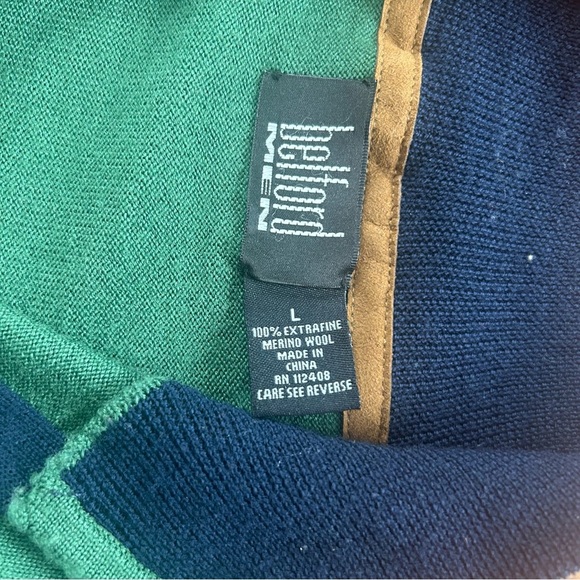 belford
MEN
L
100% EXTRAFINE
MERINO WOOL
MADE IN
CHINA
RN 112408
CARE SEE REVERSE